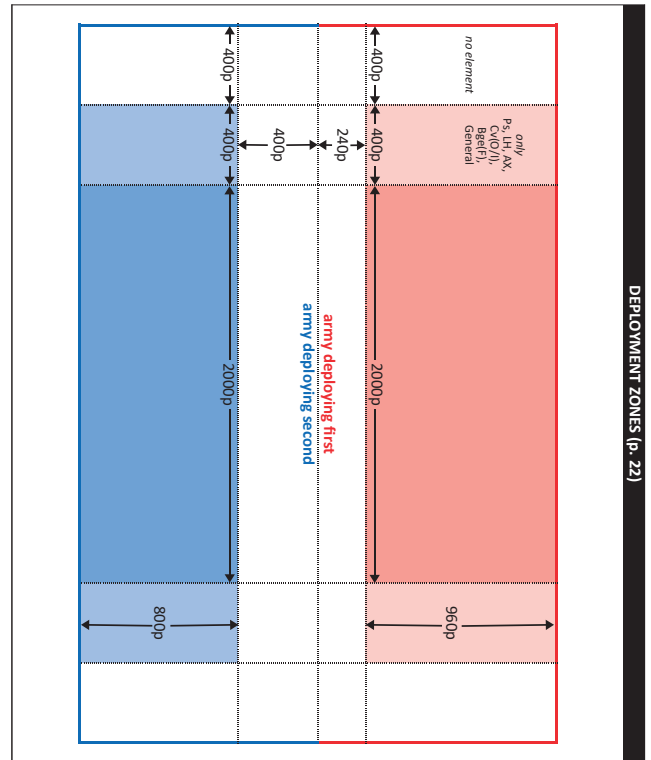 DEPLOYMENT ZONES (p. 22)
no element
only
Ps, LH, AX,
Cv(O/I),
Bge(F),
General
960p
400p
400p
2000p
240p
army deploying first
army deploying second
400p
400p
400p
2000p
800p